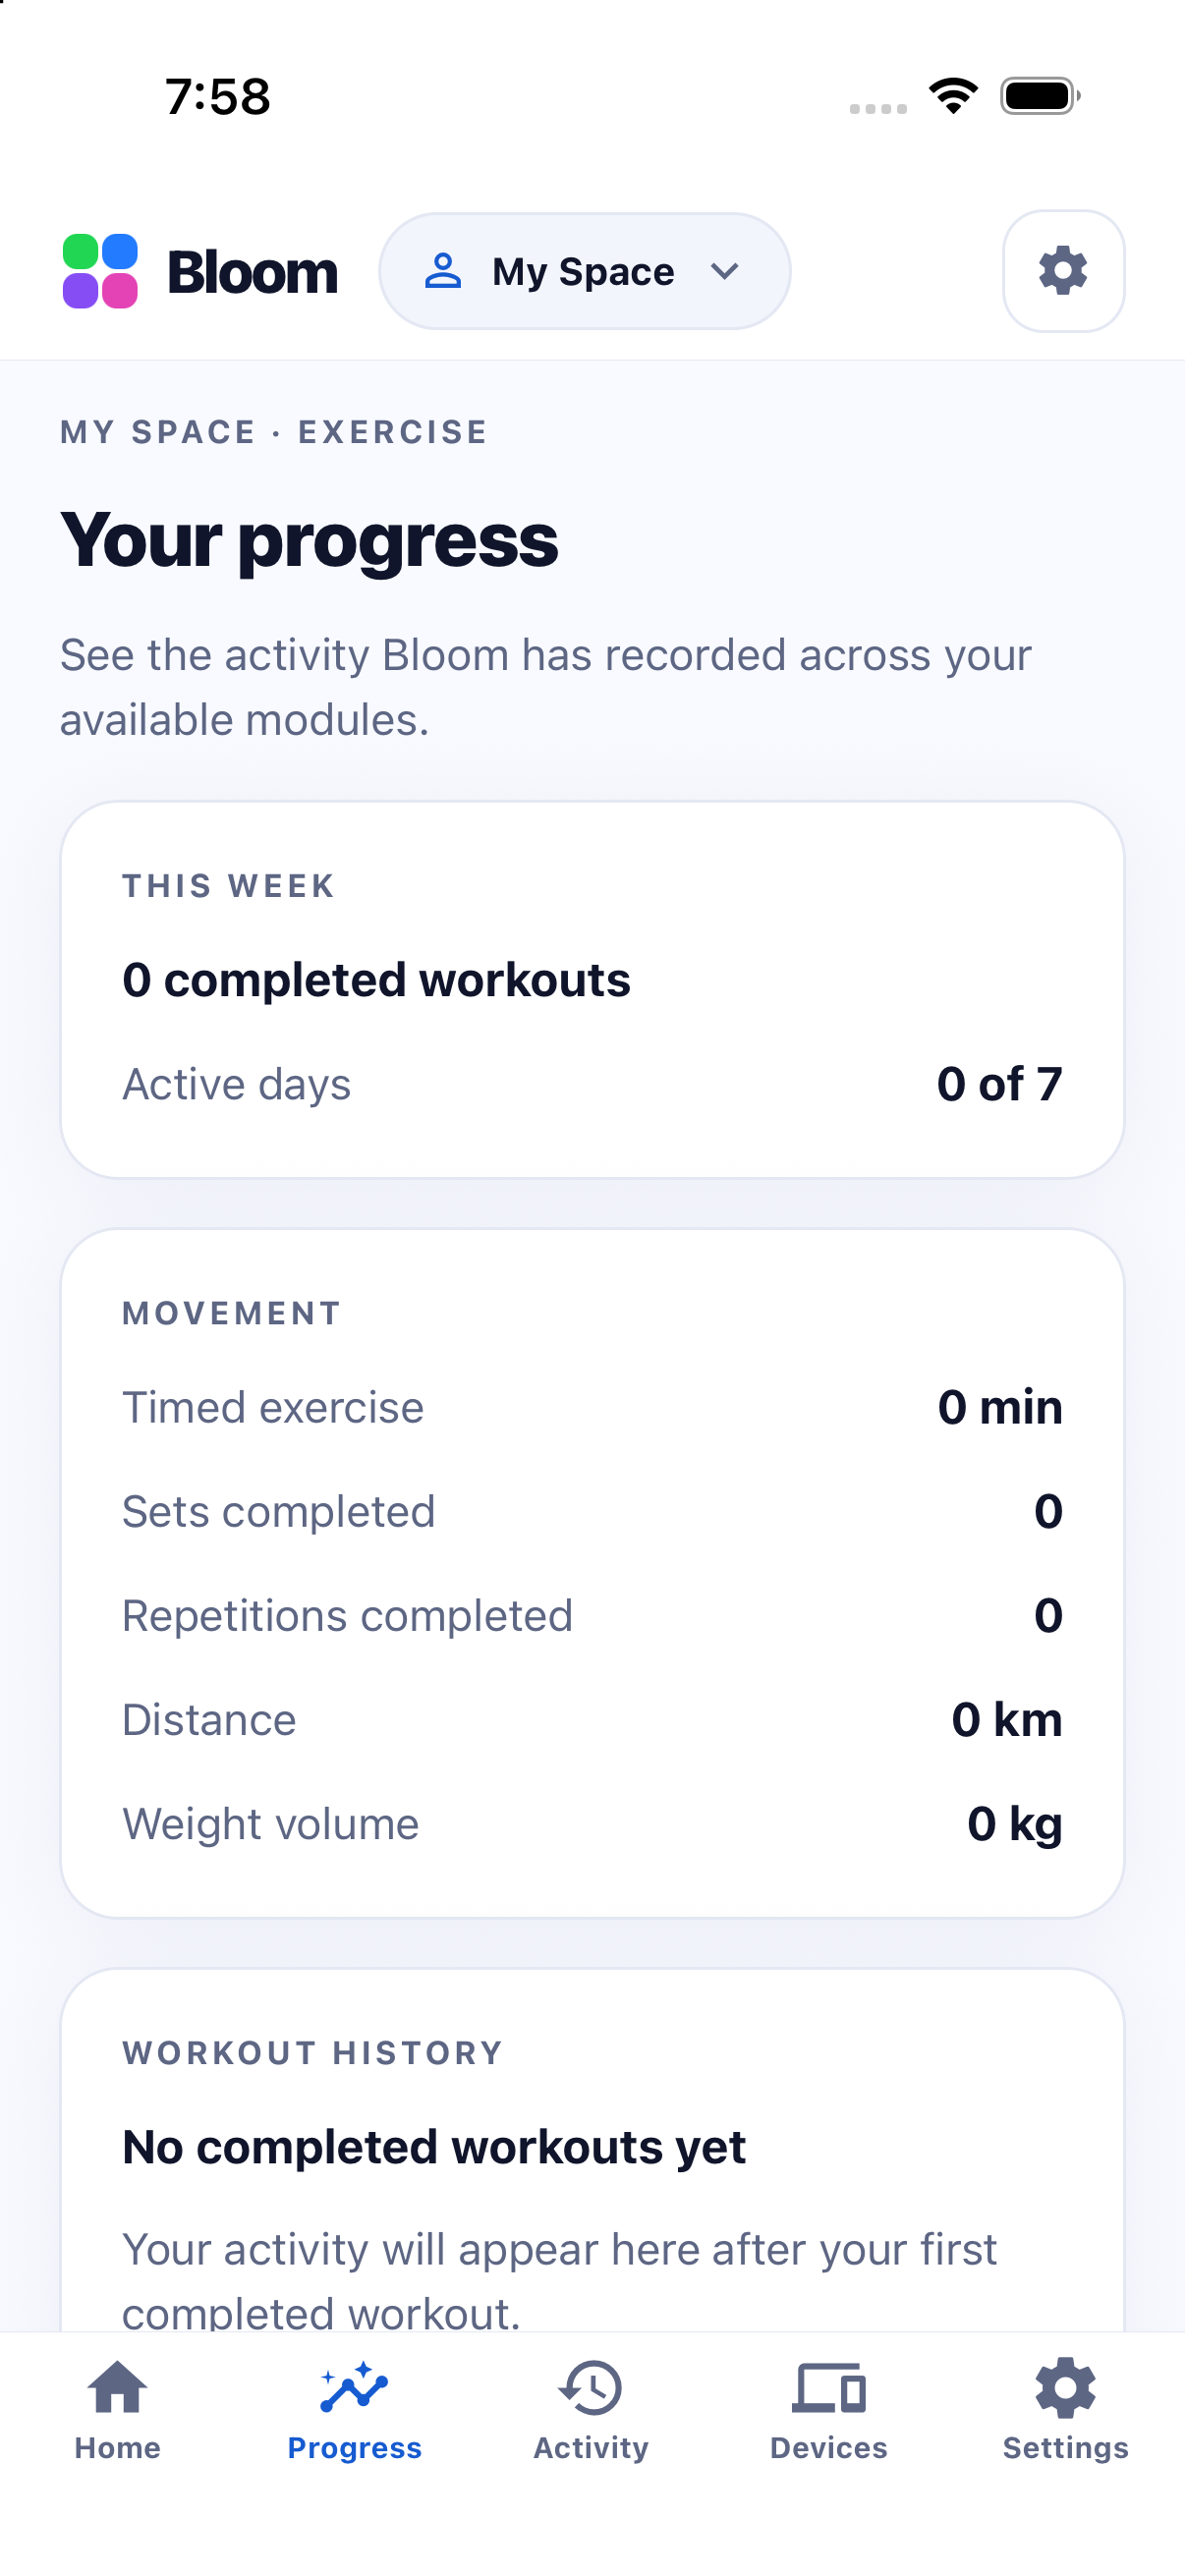 7:58
Bloom
My Space
MY SPACE · EXERCISE
Your progress
See the activity Bloom has recorded across your
available modules.
THIS WEEK
0 completed workouts
Active days 0 of 7
MOVEMENT
Timed exercise 0 min
Sets completed 0
Repetitions completed 0
Distance 0 km
Weight volume 0 kg
WORKOUT HISTORY
No completed workouts yet
Your activity will appear here after your first
completed workout.
Home Progress Activity Devices Settings